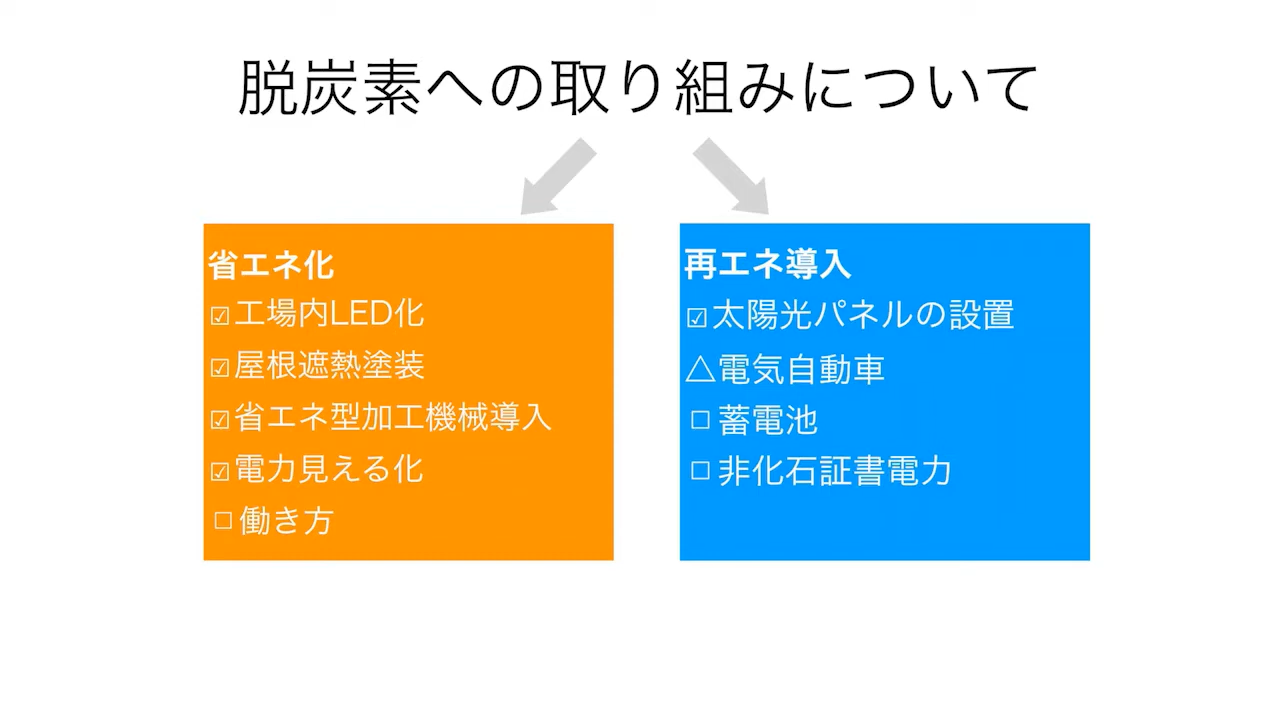 脱炭素への取り組みについて
省エネ化
☑工場内LED化
☑屋根遮熱塗装
☑省エネ型加工機械導入
☑電力見える化
□働き方
再エネ導入
☑太陽光パネルの設置
△電気自動車
□蓄電池
□非化石証書電力